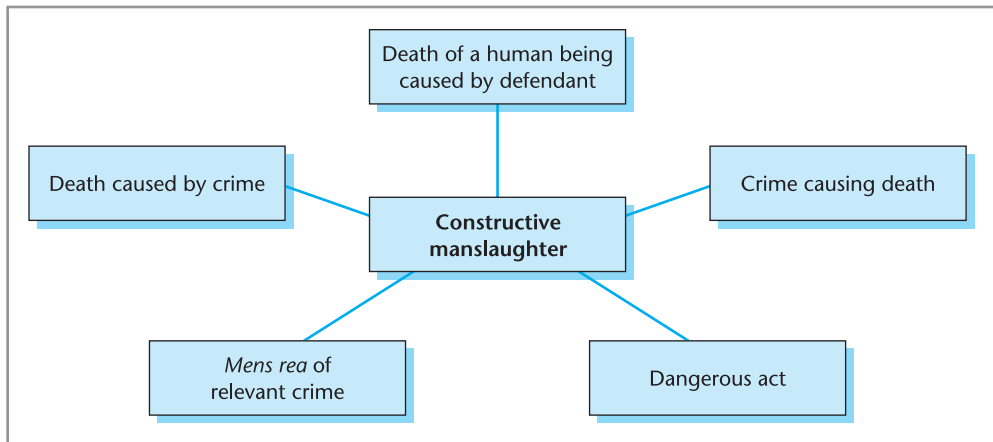 Death of a human being
caused by defendant
Death caused by crime
Crime causing death
Constructive
manslaughter
Mens rea of
relevant crime
Dangerous act